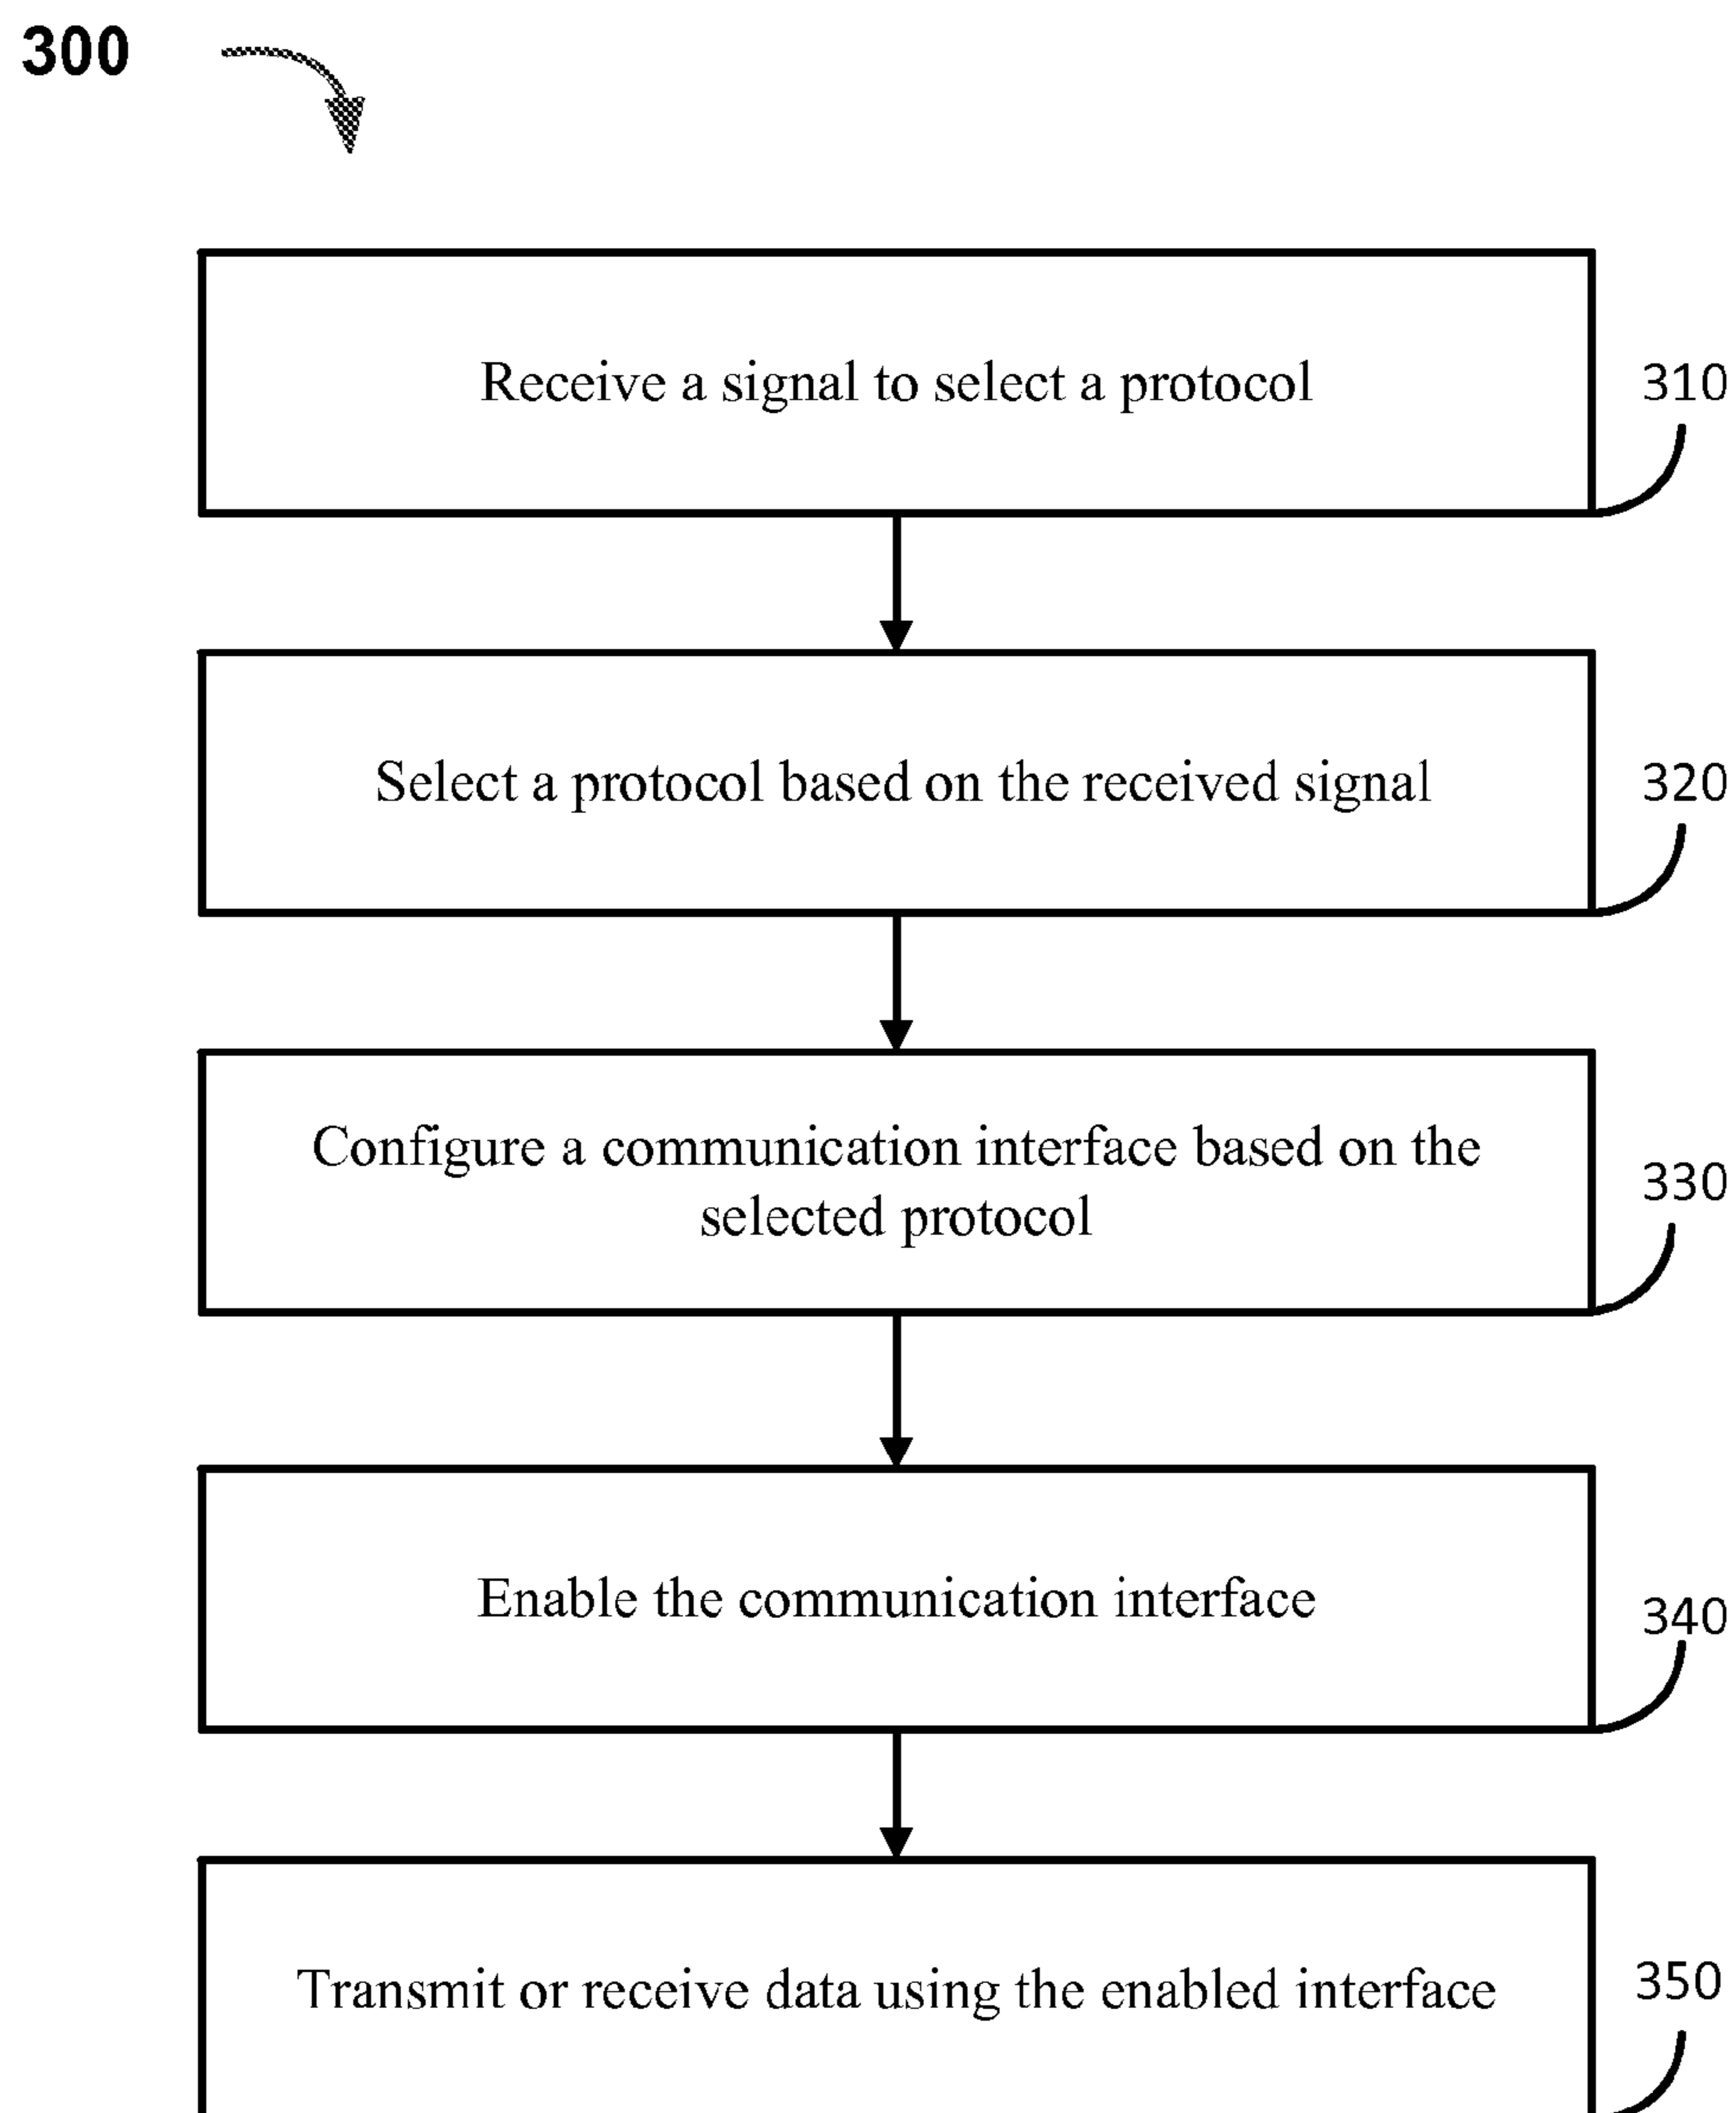 300
Receive a signal to select a protocol
310
Select a protocol based on the received signal
320
Configure a communication interface based on the
selected protocol
330
Enable the communication interface
340
Transmit or receive data using the enabled interface
350